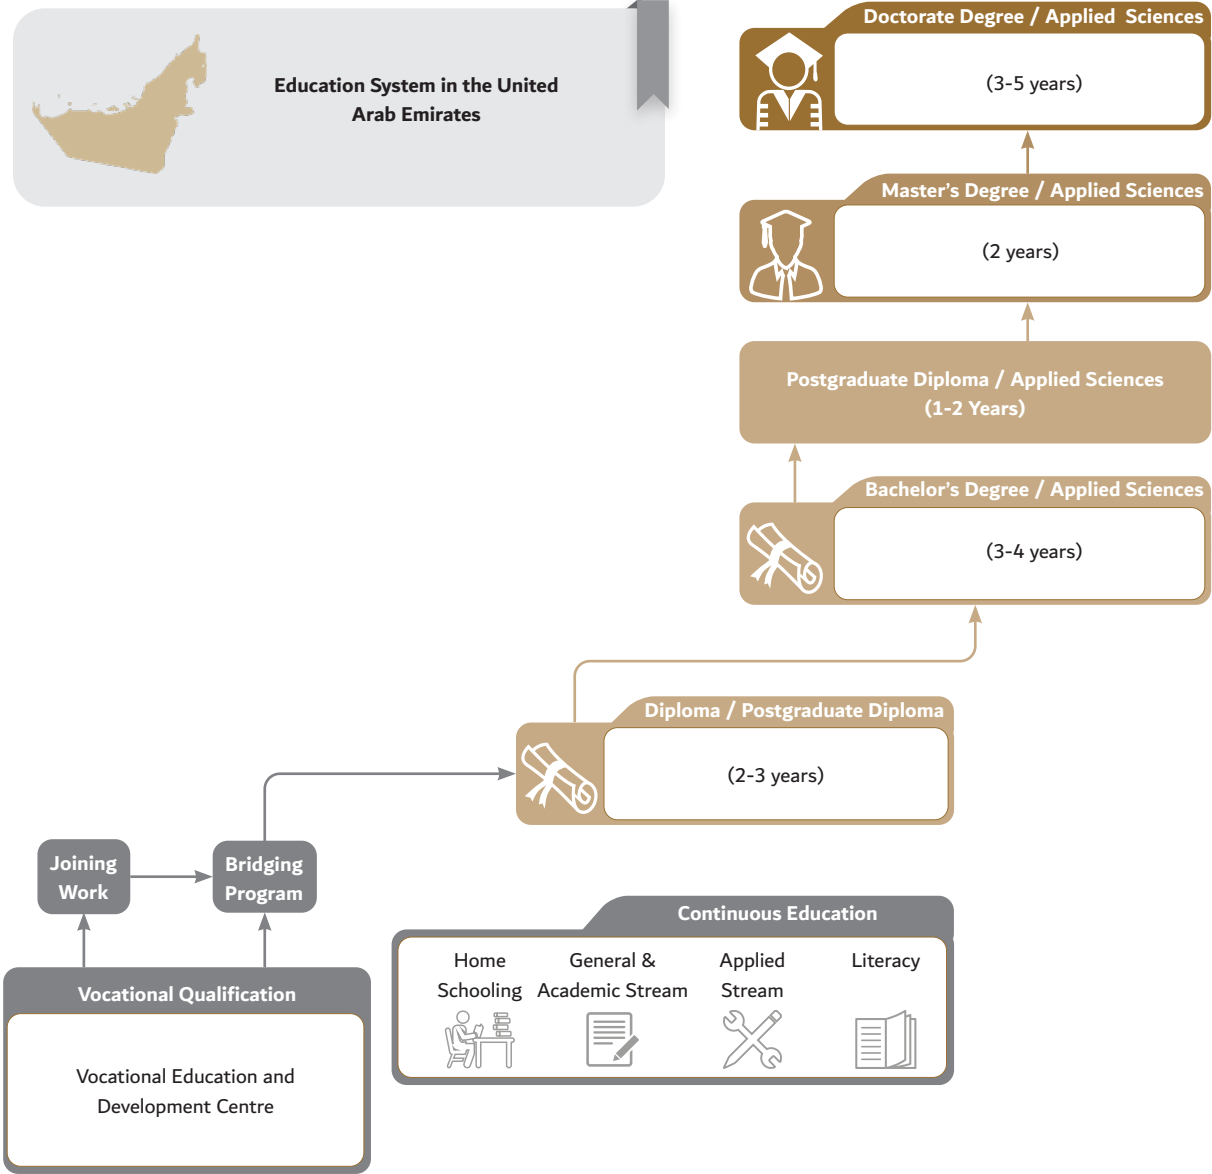 Education System in the United
Arab Emirates
Doctorate Degree / Applied Sciences
(3-5 years)
Master's Degree / Applied Sciences
(2 years)
Postgraduate Diploma / Applied Sciences
(1-2 Years)
Bachelor's Degree / Applied Sciences
(3-4 years)
Diploma / Postgraduate Diploma
(2-3 years)
Joining
Work
Bridging
Program
Continuous Education
Home
Schooling
General &
Academic Stream
Applied
Stream
Literacy
Vocational Qualification
Vocational Education and
Development Centre